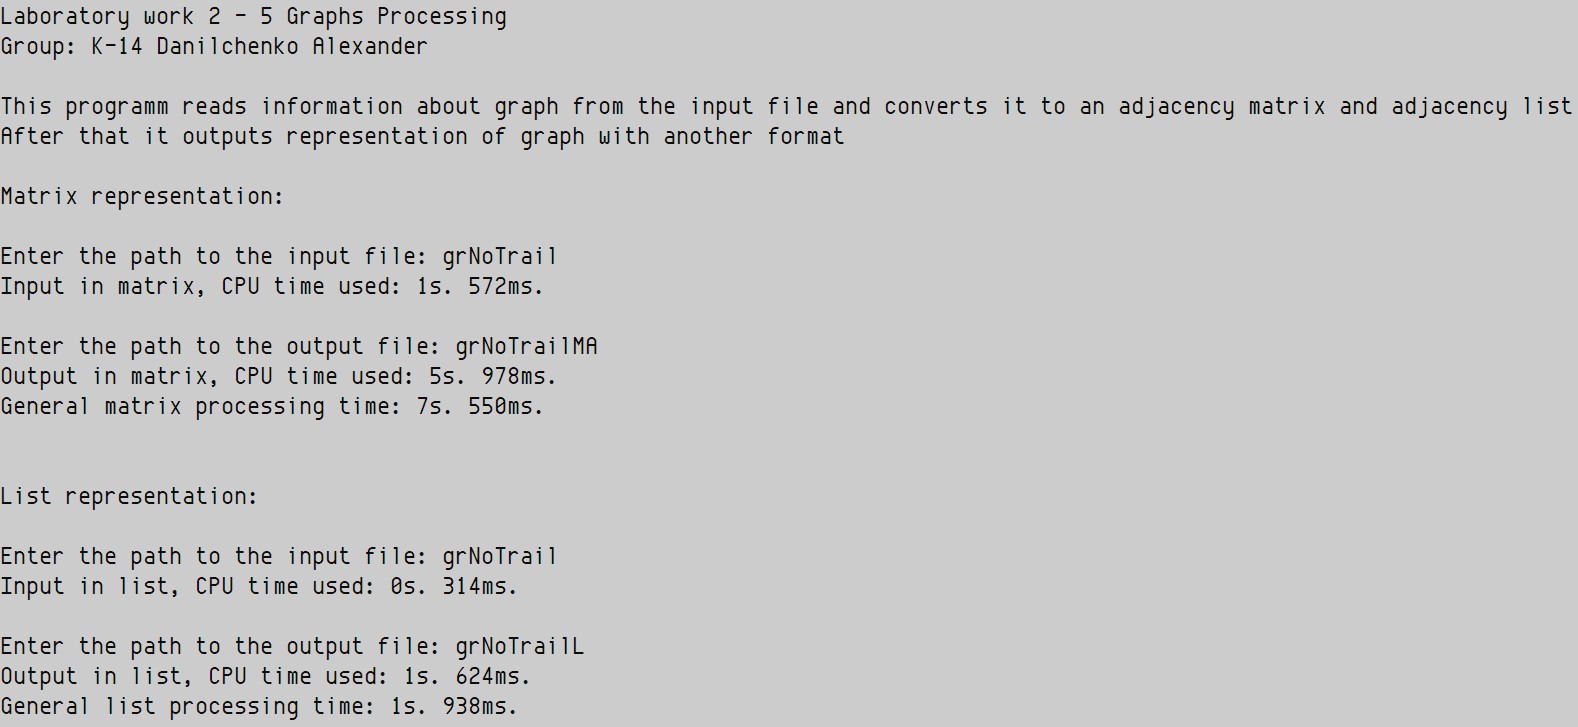 Laboratory work 2 - 5 Graphs Processing
Group: K-14 Danilchenko Alexander
This programm reads information about graph from the input file and converts it to an adjacency matrix and adjacency list
After that it outputs representation of graph with another format
Matrix representation:
Enter the path to the input file: grNoTrail
Input in matrix, CPU time used: 1s. 572ms.
Enter the path to the output file: grNoTrailMA
Output in matrix, CPU time used: 5s. 978ms.
General matrix processing time: 7s. 550ms.
List representation:
Enter the path to the input file: grNoTrail
Input in list, CPU time used: 0s. 314ms.
Enter the path to the output file: grNoTrailL
Output in list, CPU time used: 1s. 624ms.
General list processing time: 1s. 938ms.